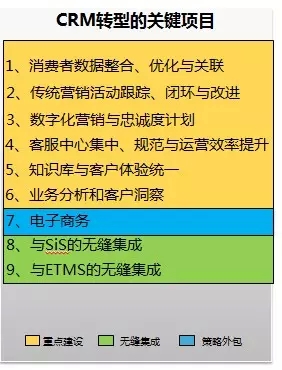 CRM转型的关键项目
1、消费者数据整合、优化与关联
2、传统营销活动跟踪、闭环与改进
3、数字化营销与忠诚度计划
4、客服中心集中、规范与运营效率提升
5、知识库与客户体验统一
6、业务分析和客户洞察
7、电子商务
8、与SiS的无缝集成
9、与ETMS的无缝集成
重点建设 无缝集成 策略外包